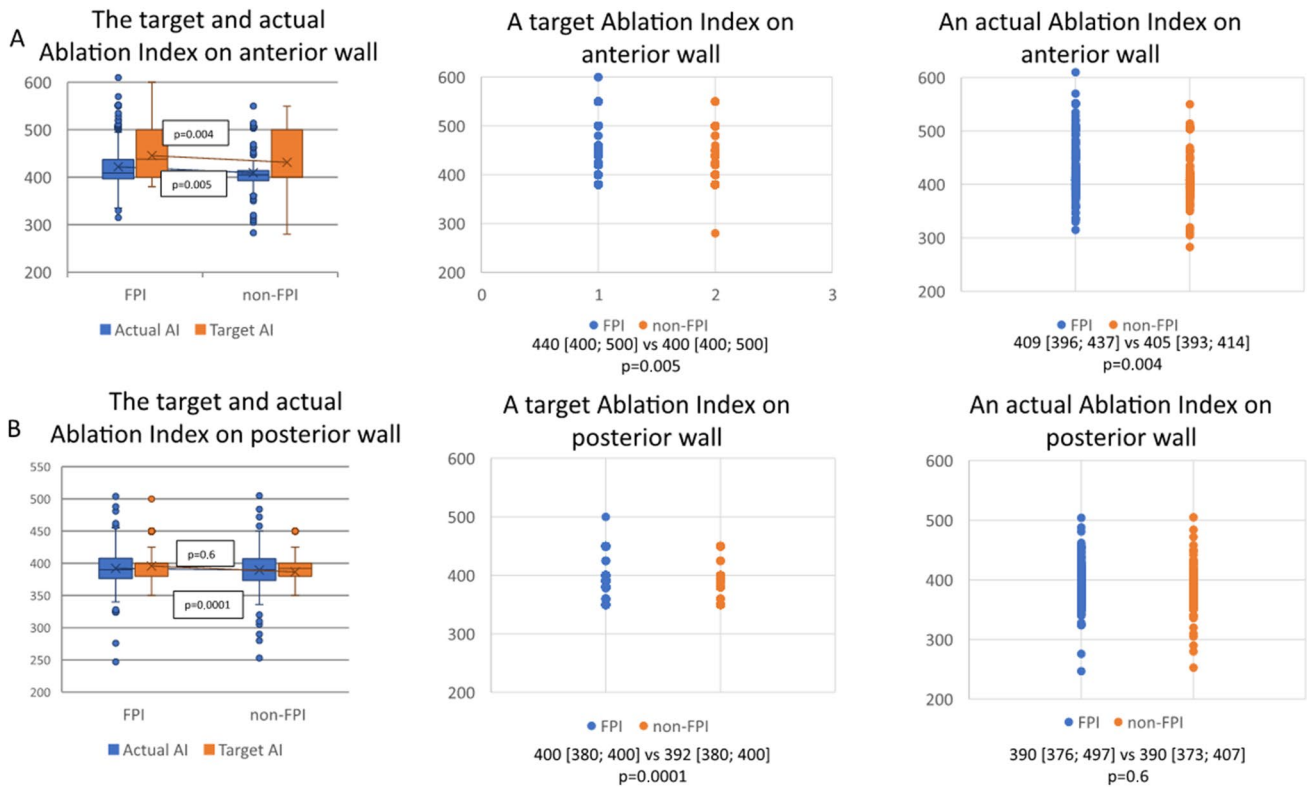 A
The target and actual
Ablation Index on anterior wall
600
500
400
300
200
p=0.004
p=0.005
FPI
non-FPI
Actual AI
Target AI
A target Ablation Index on
anterior wall
600
500
400
300
200
0
1
2
3
FPI
non-FPI
440 [400; 500] vs 400 [400; 500]
p=0.005
An actual Ablation Index on
anterior wall
600
500
400
300
200
FPI
non-FPI
409 [396; 437] vs 405 [393; 414]
p=0.004
B
The target and actual
Ablation Index on posterior wall
550
500
450
400
350
300
250
200
p=0.6
p=0,0001
FPI
non-FPI
Actual AI
Target AI
A target Ablation Index on
posterior wall
600
500
400
300
200
FPI
non-FPI
400 [380; 400] vs 392 [380; 400]
p=0.0001
An actual Ablation Index on
posterior wall
600
500
400
300
200
FPI
non-FPI
390 [376; 497] vs 390 [373; 407]
p=0.6